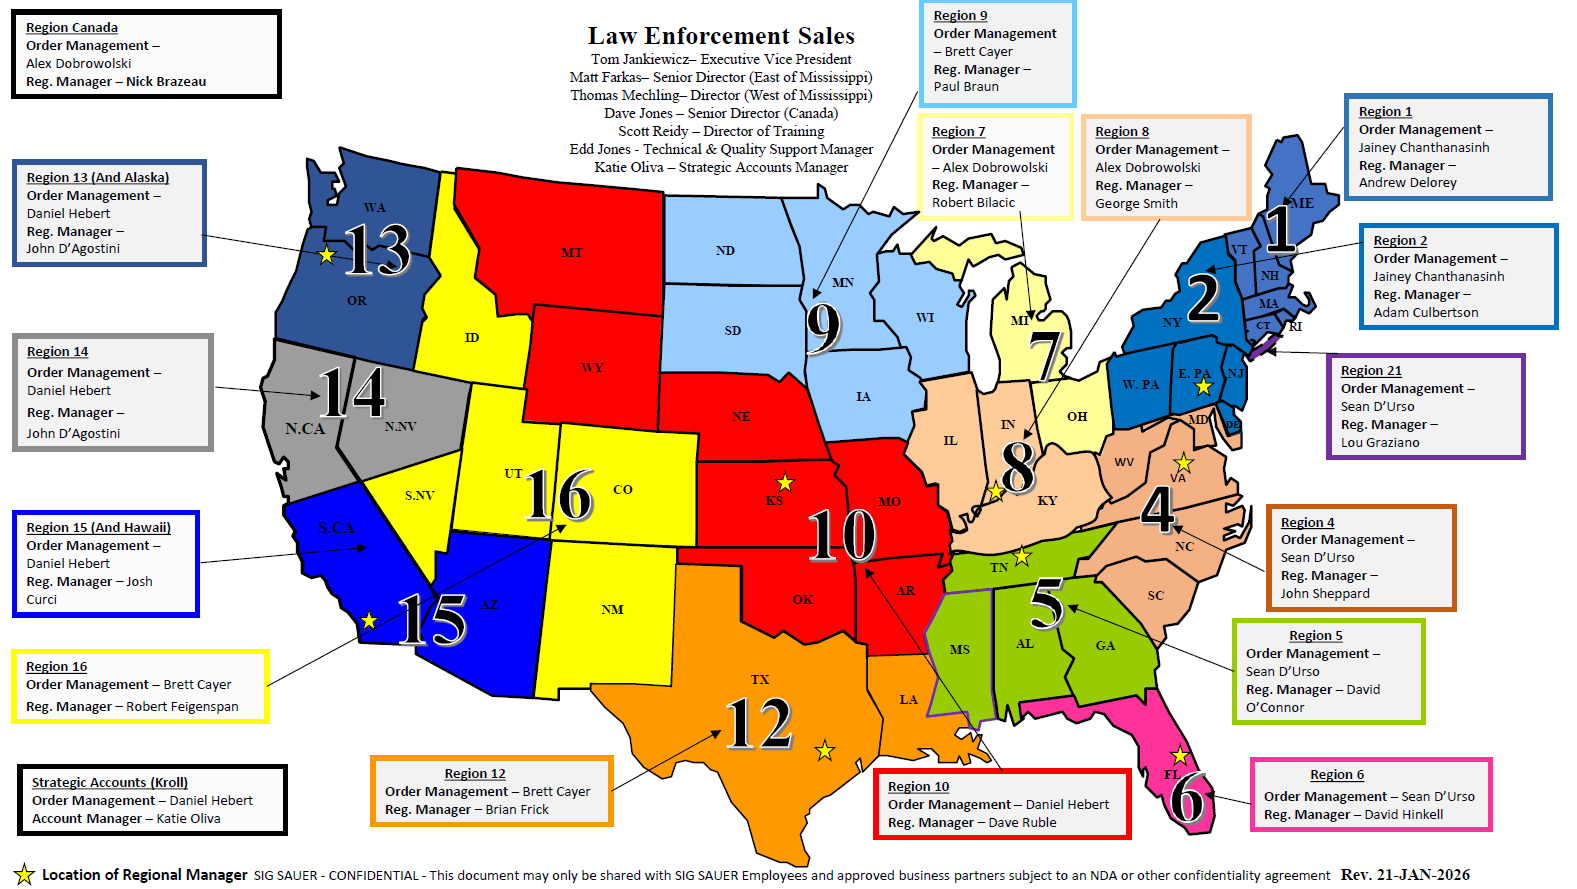 Law Enforcement Sales
Tom Jankiewicz– Executive Vice President
Matt Farkas– Senior Director (East of Mississippi)
Thomas Mechling– Director (West of Mississippi)
Dave Jones – Senior Director (Canada)
Scott Reidy – Director of Training
Edd Jones - Technical & Quality Support Manager
Katie Oliva – Strategic Accounts Manager
Region Canada
Order Management –
Alex Dobrowolski
Reg. Manager – Nick Brazeau
Region 13 (And Alaska)
Order Management –
Daniel Hebert
Reg. Manager –
John D'Agostini
Region 14
Order Management –
Daniel Hebert
Reg. Manager –
John D'Agostini
Region 15 (And Hawaii)
Order Management –
Daniel Hebert
Reg. Manager – Josh
Curci
Region 16
Order Management – Brett Cayer
Reg. Manager – Robert Feigenspan
Strategic Accounts (Kroll)
Order Management – Daniel Hebert
Account Manager – Katie Oliva
Region 12
Order Management – Brett Cayer
Reg. Manager – Brian Frick
Region 10
Order Management – Daniel Hebert
Reg. Manager – Dave Ruble
Region 9
Order Management
– Brett Cayer
Reg. Manager –
Paul Braun
Region 7
Order Management
– Alex Dobrowolski
Reg. Manager –
Robert Bilacic
Region 8
Order Management –
Alex Dobrowolski
Reg. Manager –
George Smith
Region 1
Order Management –
Jainey Chanthanasinh
Reg. Manager –
Andrew Delorey
Region 2
Order Management –
Jainey Chanthanasinh
Reg. Manager –
Adam Culbertson
Region 21
Order Management –
Sean D'Urso
Reg. Manager –
Lou Graziano
Region 4
Order Management –
Sean D'Urso
Reg. Manager –
John Sheppard
Region 5
Order Management –
Sean D'Urso
Reg. Manager – David
O'Connor
Region 6
Order Management – Sean D'Urso
Reg. Manager – David Hinkell
WA
13
OR
ID
MT
WY
ND
SD
MN
9
WI
IA
NE
MI
7
OH
IL
IN
8
KY
ME
1
VT
NH
MA
CT
RI
NY
2
W. PA
E. PA
NJ
MD
DE
WV
VA
4
NC
SC
14
N.CA
N.NV
S.NV
S.CA
15
AZ
UT
16
CO
NM
KS
MO
10
OK
AR
TX
12
LA
TN
5
MS
AL
GA
FL
6
Location of Regional Manager
SIG SAUER - CONFIDENTIAL - This document may only be shared with SIG SAUER Employees and approved business partners subject to an NDA or other confidentiality agreement
Rev. 21-JAN-2026